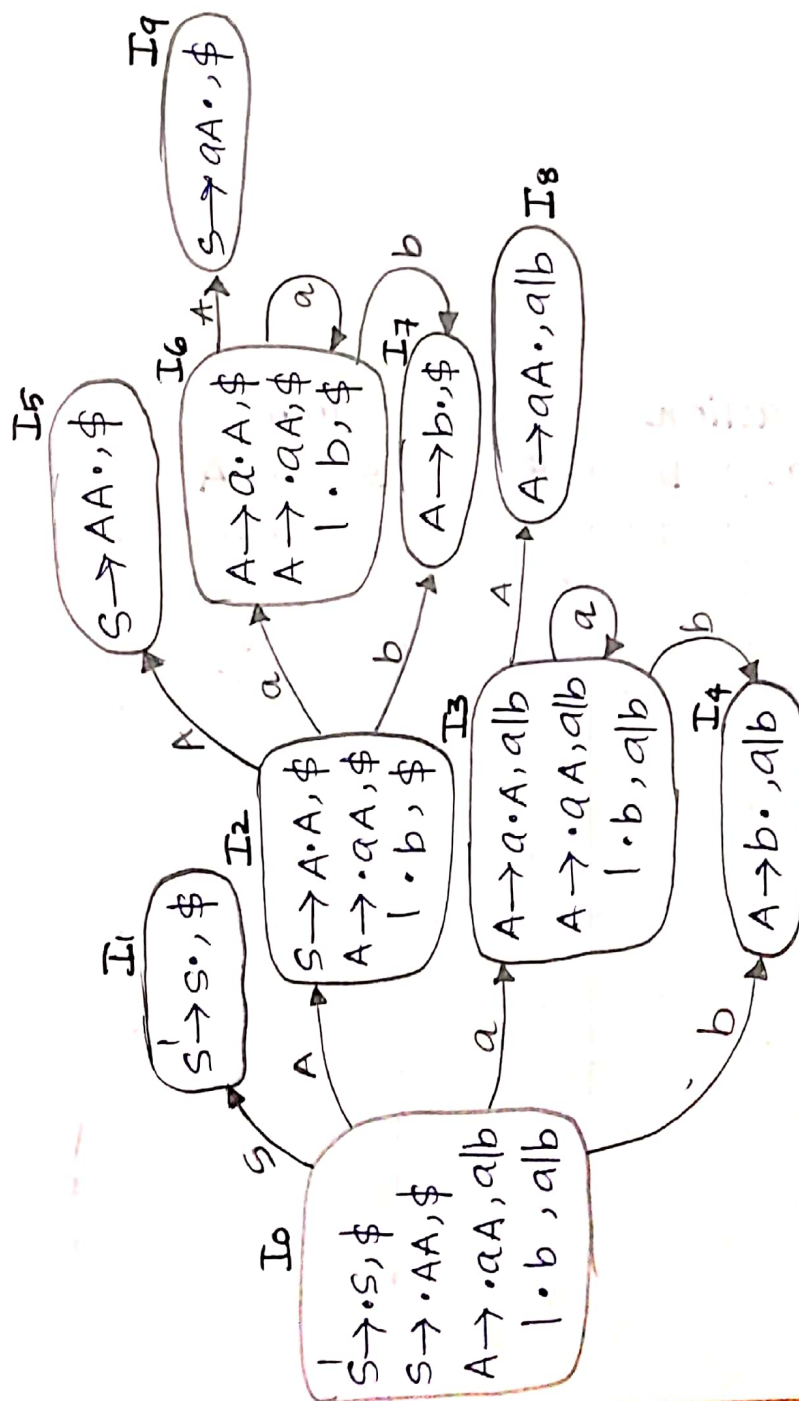 I0
S' → •S, $
S → •AA, $
A → •aA, a|b
| •b, a|b
S
A
a
b
I1
S' → S•, $
I2
S → A•A, $
A → •aA, $
| •b, $
A
a
b
I3
A → a•A, a|b
A → •aA, a|b
| •b, a|b
A
a
b
I4
A → b•, a|b
I5
S → AA•, $
I6
A → a•A, $
A → •aA, $
| •b, $
A
a
b
I7
A → b•, $
I8
A → aA•, a|b
I9
S → aA•, $